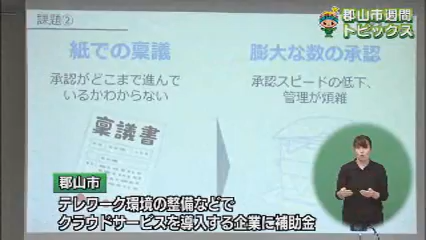 課題②
郡山市週間
トピックス
紙での稟議
膨大な数の承認
承認がどこまで進んで
いるかわからない
承認スピードの低下、
管理が煩雑
稟議書
郡山市
テレワーク環境の整備などで
クラウドサービスを導入する企業に補助金